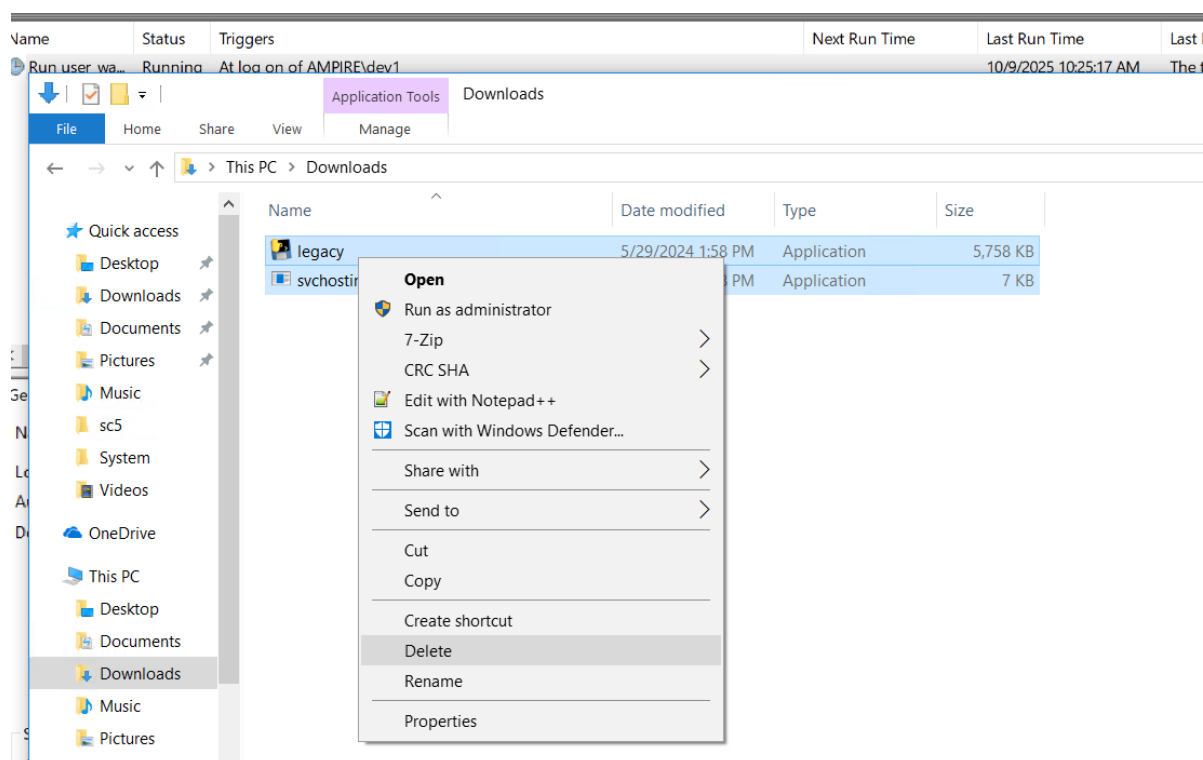 Name Status Triggers Next Run Time Last Run Time Last
Run user wa... Running At log on of AMPIRE\dev1 10/9/2025 10:25:17 AM The
Application Tools Downloads
File Home Share View Manage
This PC > Downloads
Name Date modified Type Size
Quick access
Desktop
Downloads
Documents
Pictures
Music
sc5
System
Videos
OneDrive
This PC
Desktop
Documents
Downloads
Music
Pictures
legacy 5/29/2024 1:58 PM Application 5,758 KB
PM Application 7 KB
Open
Run as administrator
7-Zip
CRC SHA
Edit with Notepad++
Scan with Windows Defender...
Share with
Send to
Cut
Copy
Create shortcut
Delete
Rename
Properties